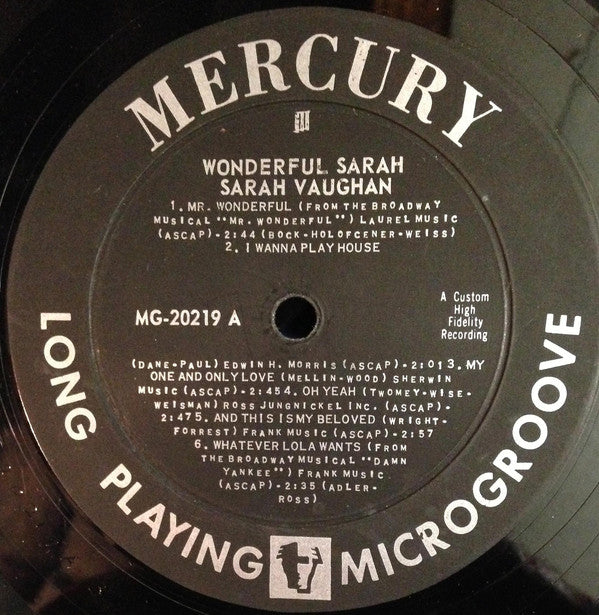 MERCURY
WONDERFUL SARAH
SARAH VAUGHAN
1. MR. WONDERFUL (FROM THE BROADWAY
MUSICAL "MR. WONDERFUL") LAUREL MUSIC
(ASCAP)-2:44 (BOCK-HOLOFCENER-WEISS)
2. I WANNA PLAY HOUSE
MG-20219 A
A Custom
High
Fidelity
Recording
(DANE-PAUL) EDWIN H. MORRIS (ASCAP)-2:01 3. MY
ONE AND ONLY LOVE (MELLIN-WOOD) SHERWIN
MUSIC (ASCAP)-2:45 4. OH YEAH (TWOMEY-WISE-
WEISMAN) ROSS JUNGNICKEL INC. (ASCAP)-
2:47 5. AND THIS IS MY BELOVED (WRIGHT-
FORREST) FRANK MUSIC (ASCAP)-2:57
6. WHATEVER LOLA WANTS (FROM
THE BROADWAY MUSICAL "DAMN
YANKEE") FRANK MUSIC
(ASCAP)-2:35 (ADLER-
ROSS)
LONG PLAYING MICROGROOVE